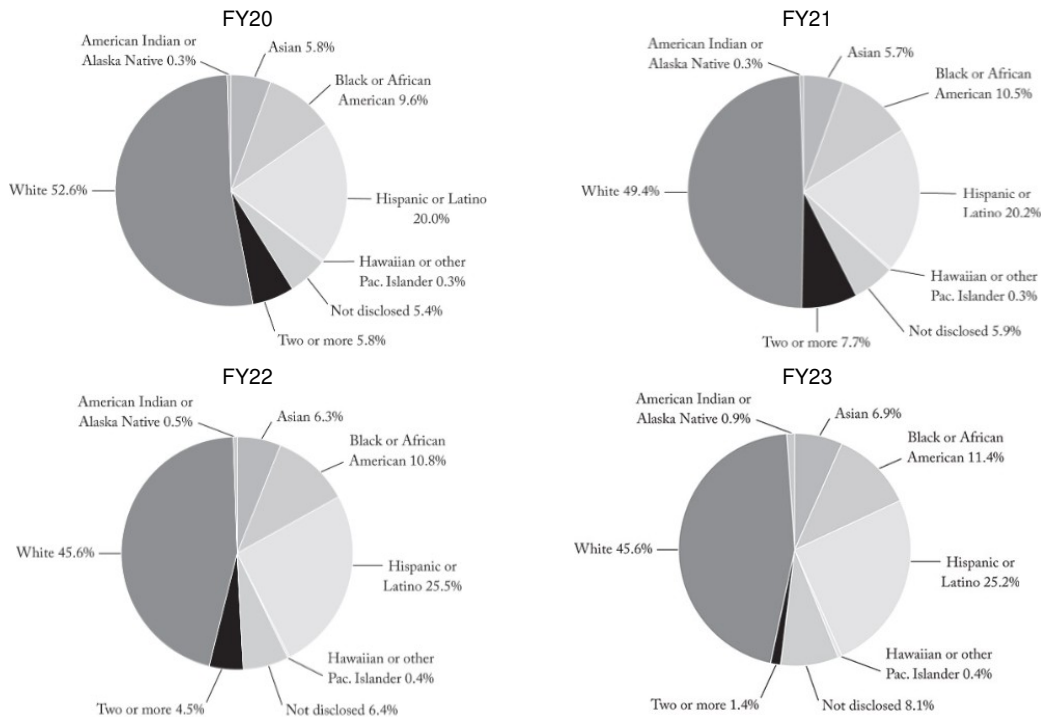 FY20
American Indian or
Alaska Native 0.3%
Asian 5.8%
Black or African
American 9.6%
White 52.6%
Hispanic or Latino
20.0%
Hawaiian or other
Pac. Islander 0.3%
Not disclosed 5.4%
Two or more 5.8%
FY21
American Indian or
Alaska Native 0.3%
Asian 5.7%
Black or African
American 10.5%
White 49.4%
Hispanic or
Latino 20.2%
Hawaiian or other
Pac. Islander 0.3%
Not disclosed 5.9%
Two or more 7.7%
FY22
American Indian or
Alaska Native 0.5%
Asian 6.3%
Black or African
American 10.8%
White 45.6%
Hispanic or
Latino 25.5%
Hawaiian or other
Pac. Islander 0.4%
Two or more 4.5%
Not disclosed 6.4%
FY23
American Indian or
Alaska Native 0.9%
Asian 6.9%
Black or African
American 11.4%
White 45.6%
Hispanic or
Latino 25.2%
Hawaiian or other
Pac. Islander 0.4%
Two or more 1.4%
Not disclosed 8.1%